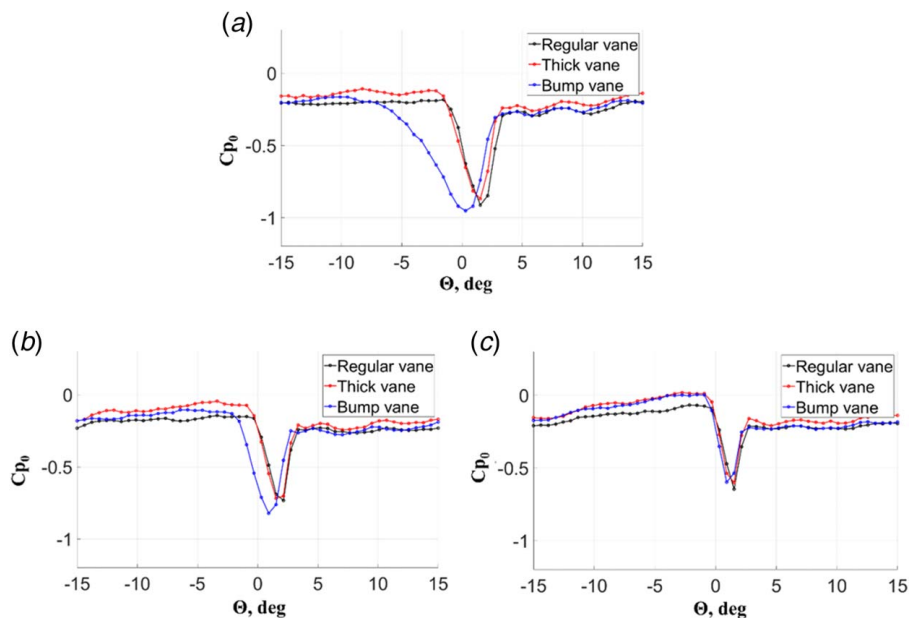 (a)
Regular vane
Thick vane
Bump vane
0
-0.5
-1
Cp0
-15
-10
-5
0
5
10
15
Θ, deg
(b)
Regular vane
Thick vane
Bump vane
0
-0.5
-1
Cp0
-15
-10
-5
0
5
10
15
Θ, deg
(c)
Regular vane
Thick vane
Bump vane
0
-0.5
-1
Cp0
-15
-10
-5
0
5
10
15
Θ, deg